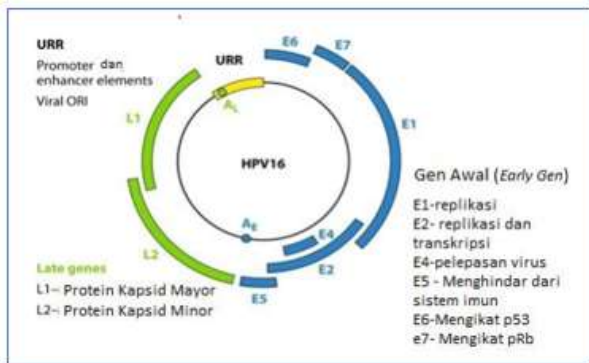 URR
Promoter dan
enhancer elements
Viral ORI
URR
E6
E7
A_L
L1
E1
HPV16
A_E
E4
L2
E2
E5
Late genes
L1-- Protein Kapsid Mayor
L2-- Protein Kapsid Minor
Gen Awal (Early Gen)
E1-replikasi
E2- replikasi dan
transkripsi
E4-pelepasan virus
E5 - Menghindar dari
sistem imun
E6-Mengikat p53
e7- Mengikat pRb